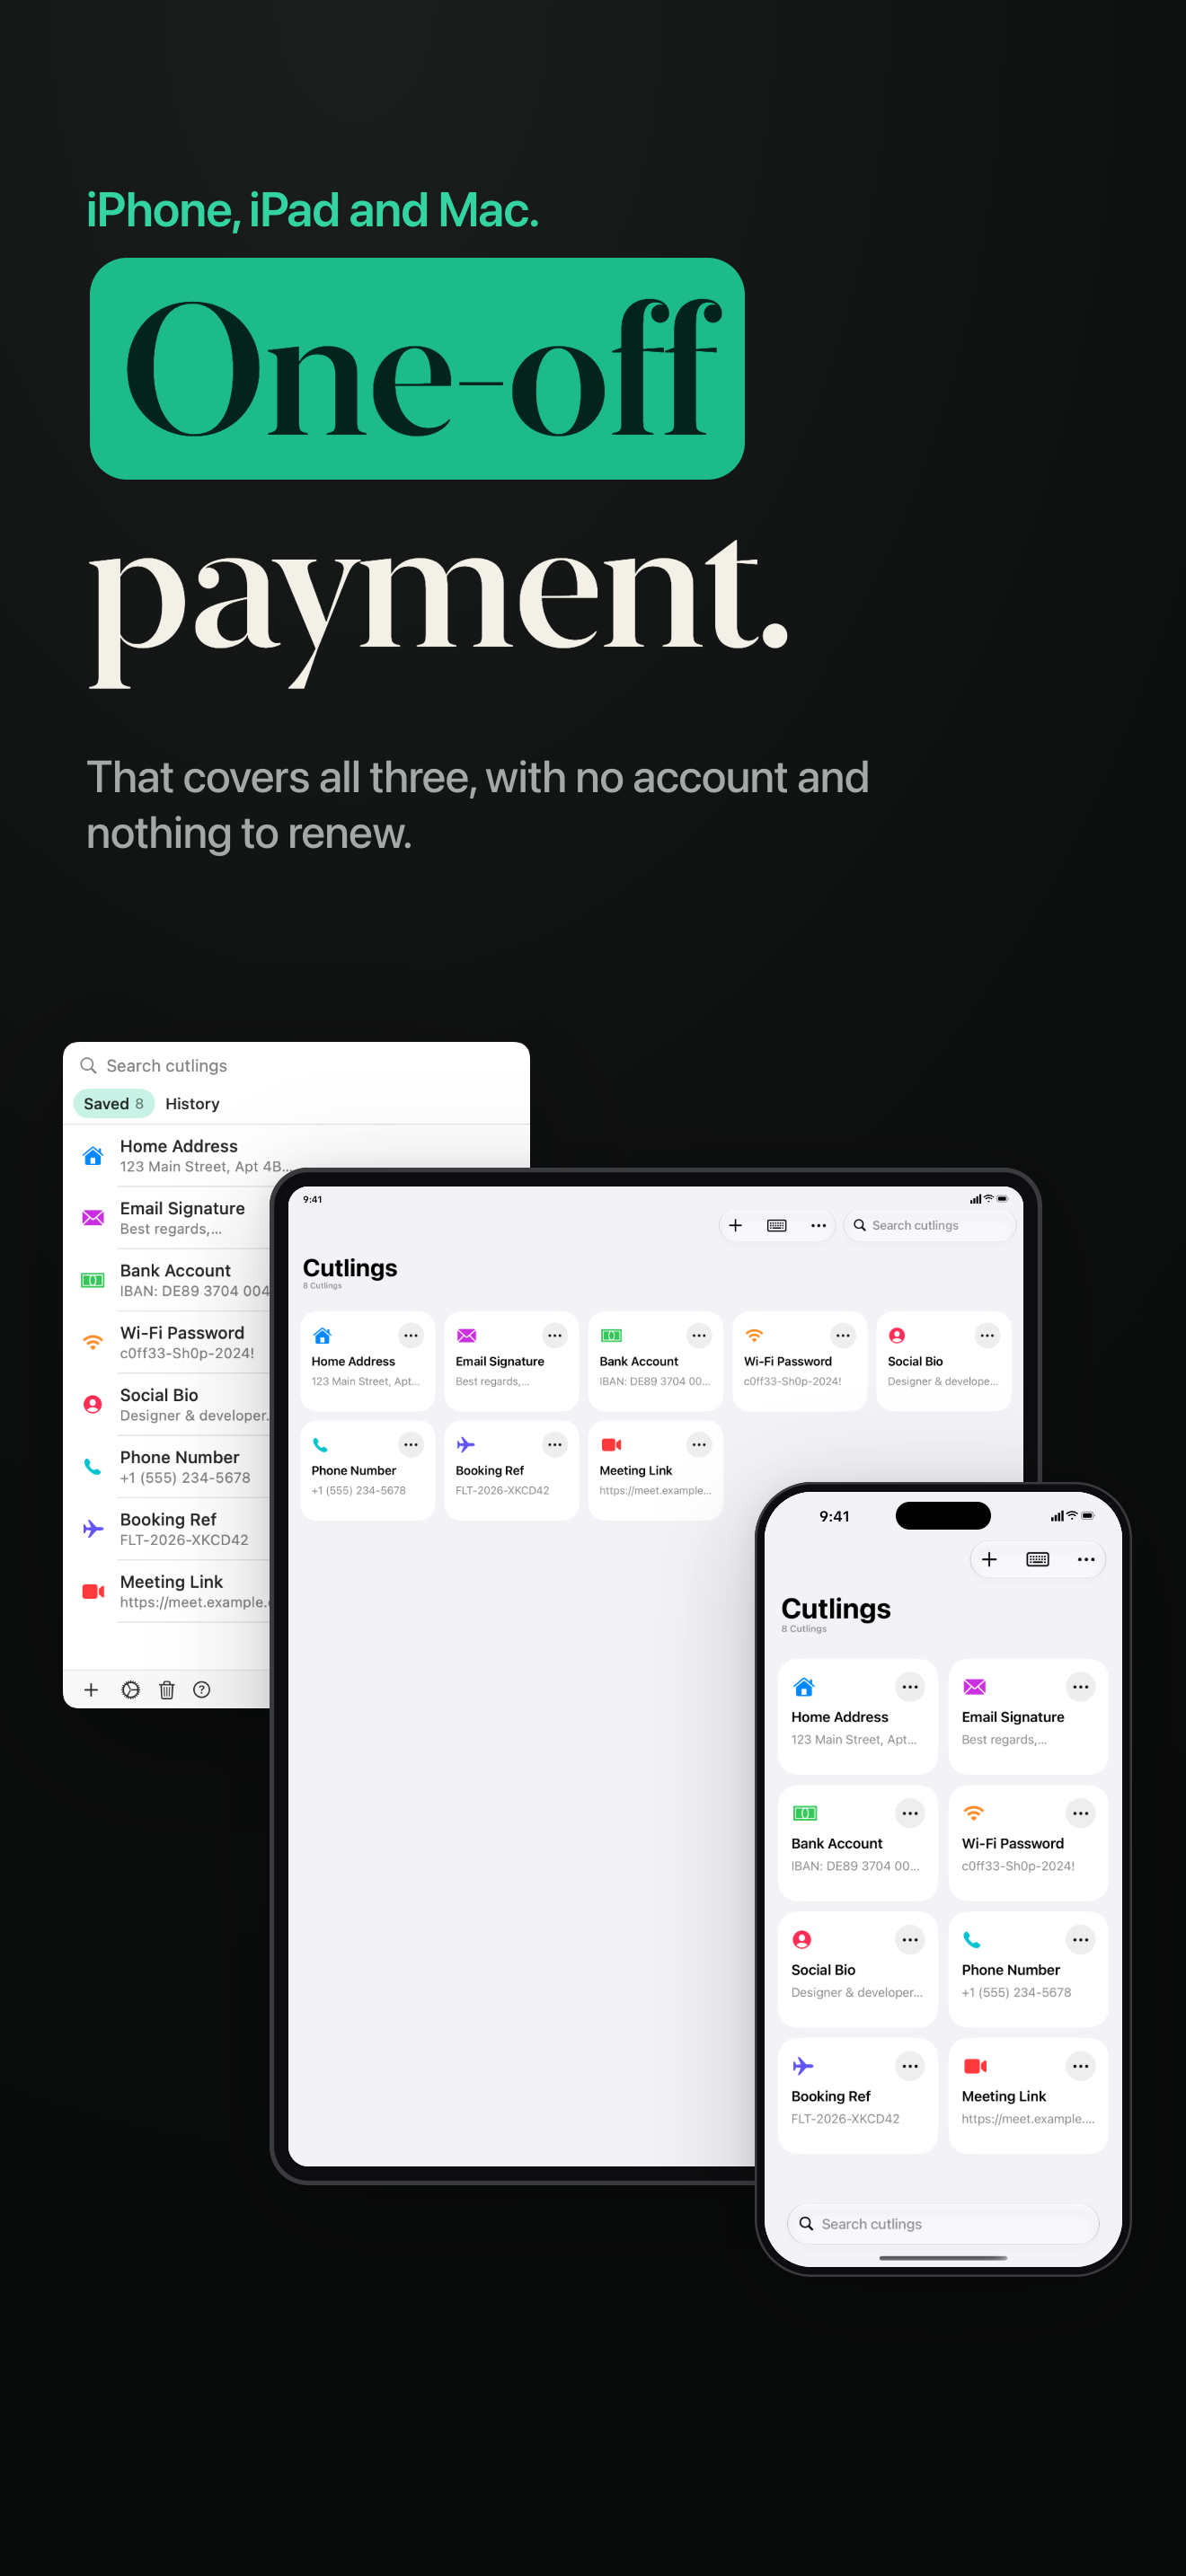 iPhone, iPad and Mac.
One-off
payment.
That covers all three, with no account and
nothing to renew.
Search cutlings
Saved 8 History
Home Address
123 Main Street, Apt 4B...
Email Signature
Best regards,...
Bank Account
IBAN: DE89 3704 004
Wi-Fi Password
c0ff33-Sh0p-2024!
Social Bio
Designer & developer.
Phone Number
+1 (555) 234-5678
Booking Ref
FLT-2026-XKCD42
Meeting Link
https://meet.example.
9:41
Search cutlings
Cutlings
8 Cutlings
Home Address Email Signature Bank Account Wi-Fi Password Social Bio
123 Main Street, Apt... Best regards,... IBAN: DE89 3704 00... c0ff33-Sh0p-2024! Designer & develope...
Phone Number Booking Ref Meeting Link
+1 (555) 234-5678 FLT-2026-XKCD42 https://meet.example...
9:41
Cutlings
8 Cutlings
Home Address Email Signature
123 Main Street, Apt... Best regards,...
Bank Account Wi-Fi Password
IBAN: DE89 3704 00... c0ff33-Sh0p-2024!
Social Bio Phone Number
Designer & developer... +1 (555) 234-5678
Booking Ref Meeting Link
FLT-2026-XKCD42 https://meet.example....
Search cutlings